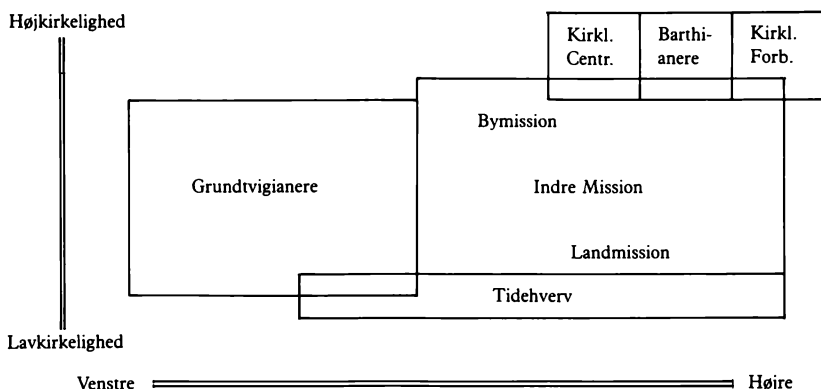 Højkirkelighed
Kirkl.
Centr.
Barthi-
anere
Kirkl.
Forb.
Bymission
Grundtvigianere
Indre Mission
Landmission
Tidehverv
Lavkirkelighed
Venstre
Højre